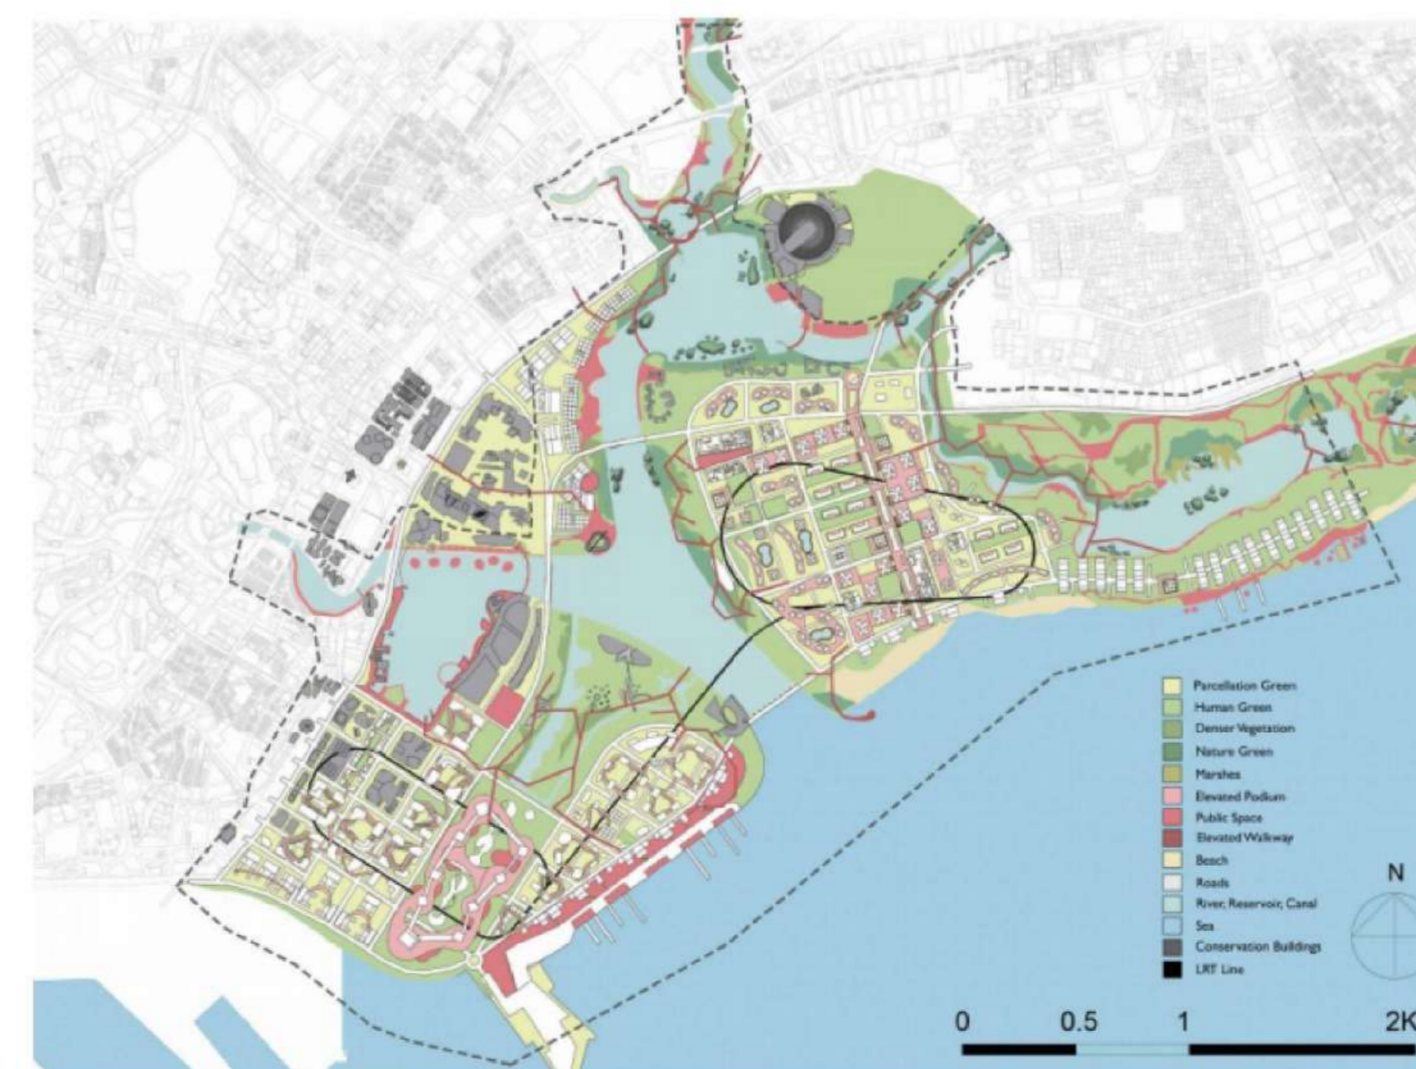 Parcellation Green
Human Green
Denser Vegetation
Nature Green
Marshes
Elevated Podium
Public Space
Elevated Walkway
Beach
Roads
River, Reservoir, Canal
Sea
Conservation Buildings
LRT Line
N
0 0.5 1 2K